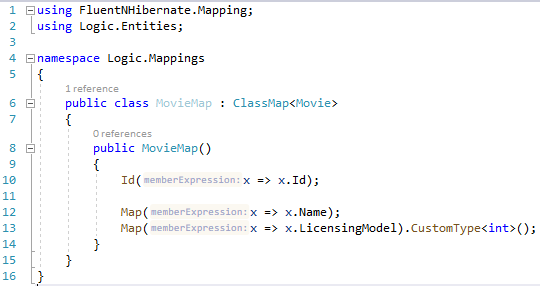 1 using FluentNHibernate.Mapping;
2 using Logic.Entities;
3
4 namespace Logic.Mappings
5 {
1 reference
6 public class MovieMap : ClassMap<Movie>
7 {
0 references
8 public MovieMap()
9 {
10 Id(memberExpression: x => x.Id);
11
12 Map(memberExpression: x => x.Name);
13 Map(memberExpression: x => x.LicensingModel).CustomType<int>();
14 }
15 }
16 }